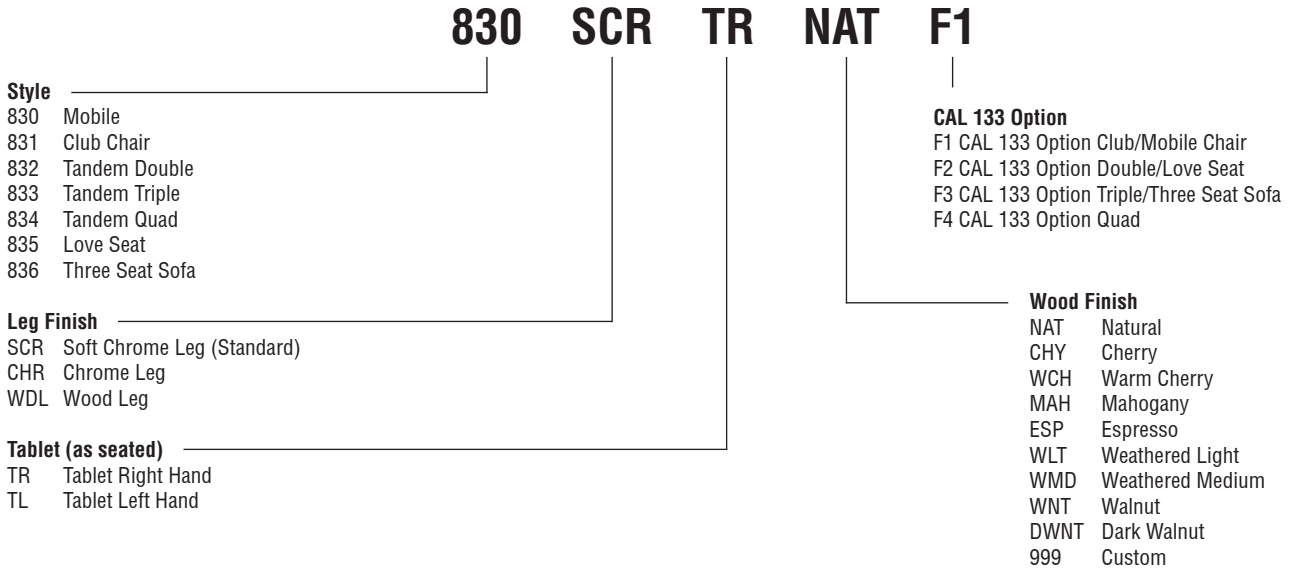 830 SCR TR NAT F1
Style
830 Mobile
831 Club Chair
832 Tandem Double
833 Tandem Triple
834 Tandem Quad
835 Love Seat
836 Three Seat Sofa
Leg Finish
SCR Soft Chrome Leg (Standard)
CHR Chrome Leg
WDL Wood Leg
Tablet (as seated)
TR Tablet Right Hand
TL Tablet Left Hand
CAL 133 Option
F1 CAL 133 Option Club/Mobile Chair
F2 CAL 133 Option Double/Love Seat
F3 CAL 133 Option Triple/Three Seat Sofa
F4 CAL 133 Option Quad
Wood Finish
NAT Natural
CHY Cherry
WCH Warm Cherry
MAH Mahogany
ESP Espresso
WLT Weathered Light
WMD Weathered Medium
WNT Walnut
DWNT Dark Walnut
999 Custom